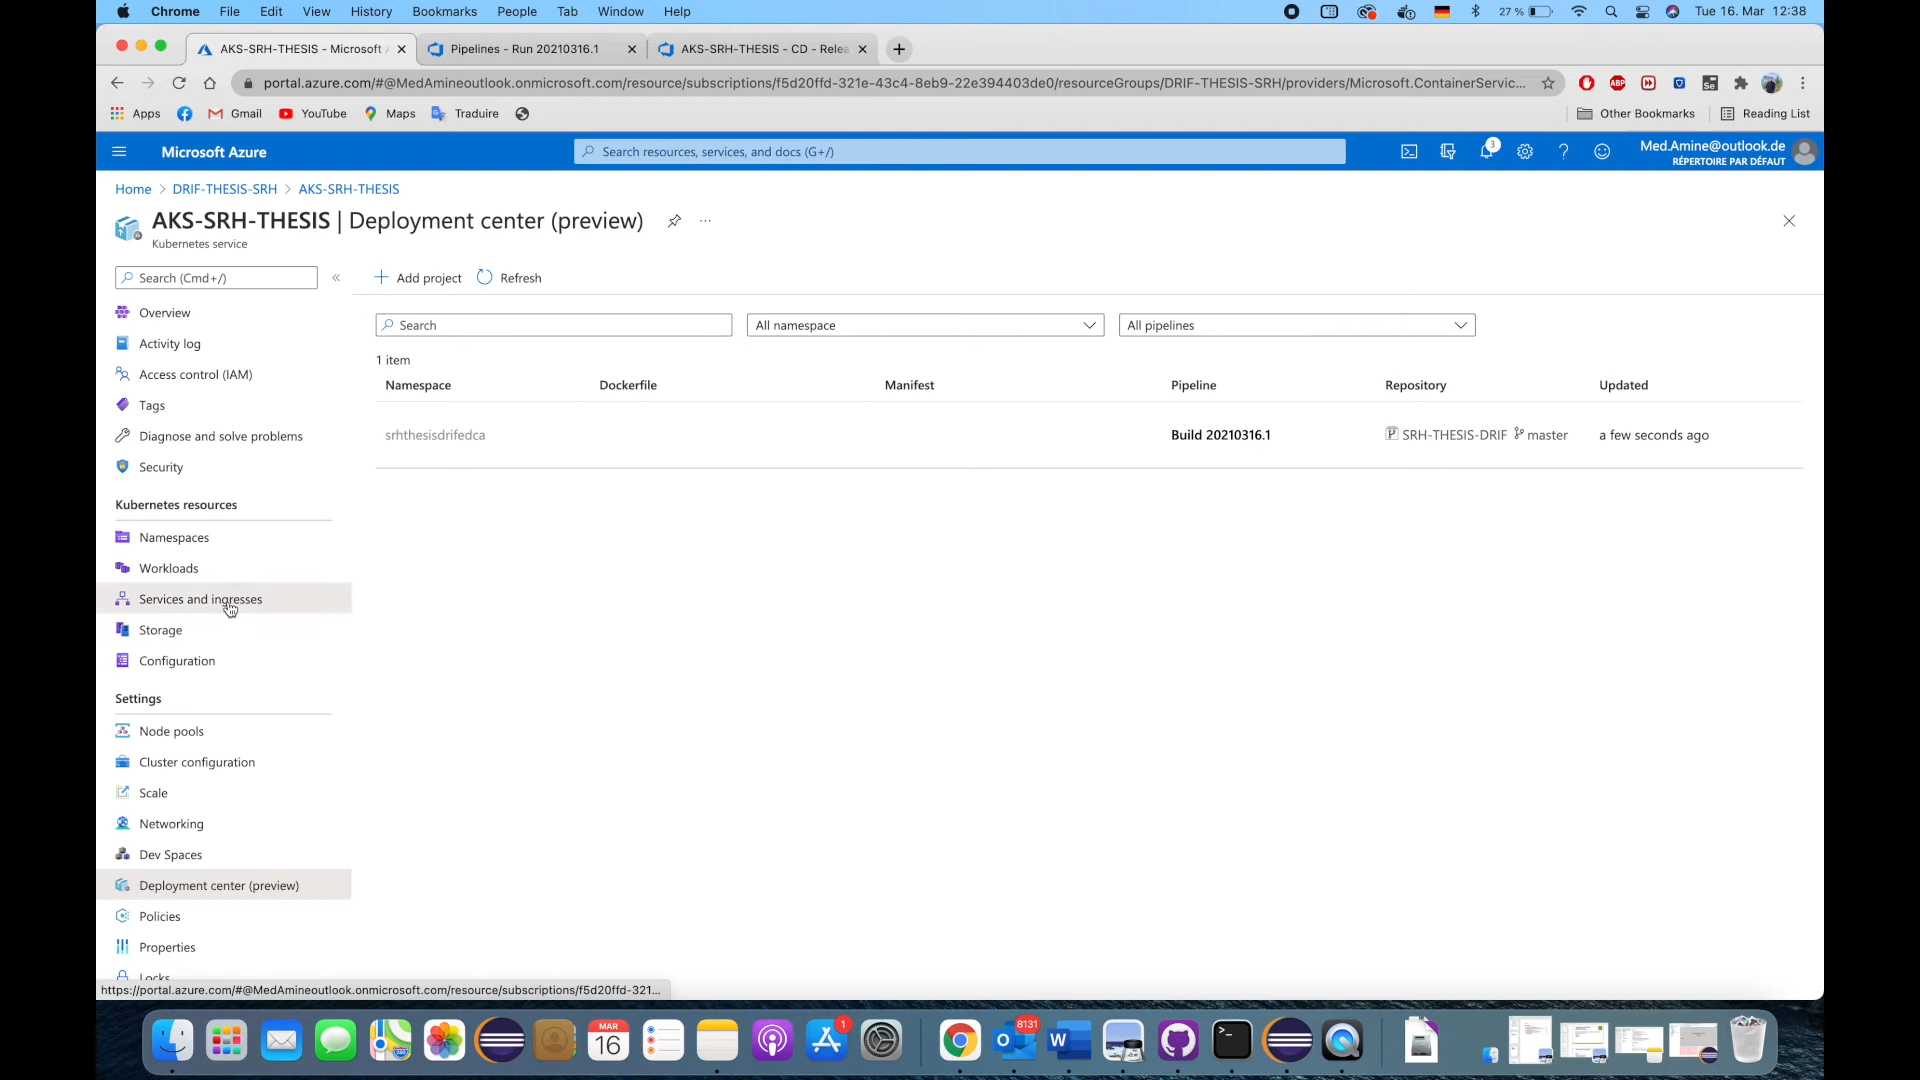 Chrome File Edit View History Bookmarks People Tab Window Help 27 % Tue 16. Mar 12:38
AKS-SRH-THESIS - Microsoft Pipelines - Run 20210316.1 AKS-SRH-THESIS - CD - Relea
portal.azure.com/#@MedAmineoutlook.onmicrosoft.com/resource/subscriptions/f5d20ffd-321e-43c4-8eb9-22e394403de0/resourceGroups/DRIF-THESIS-SRH/providers/Microsoft.ContainerServic... ABP Se
Apps Gmail YouTube Maps Traduire Other Bookmarks Reading List
Microsoft Azure Search resources, services, and docs (G+/) 3 Med.Amine@outlook.de
RÉPERTOIRE PAR DÉFAUT
Home > DRIF-THESIS-SRH > AKS-SRH-THESIS
AKS-SRH-THESIS | Deployment center (preview) ...
Kubernetes service
Search (Cmd+/) « Add project Refresh
Overview
Search All namespace All pipelines
Activity log
1 item
Access control (IAM)
Namespace Dockerfile Manifest Pipeline Repository Updated
Tags
Diagnose and solve problems
srhthesisdrifedca Build 20210316.1 SRH-THESIS-DRIF master a few seconds ago
Security
Kubernetes resources
Namespaces
Workloads
Services and ingresses
Storage
Configuration
Settings
Node pools
Cluster configuration
Scale
Networking
Dev Spaces
Deployment center (preview)
Policies
Properties
Locks
https://portal.azure.com/#@MedAmineoutlook.onmicrosoft.com/resource/subscriptions/f5d20ffd-321...
MAR
16
1
8131